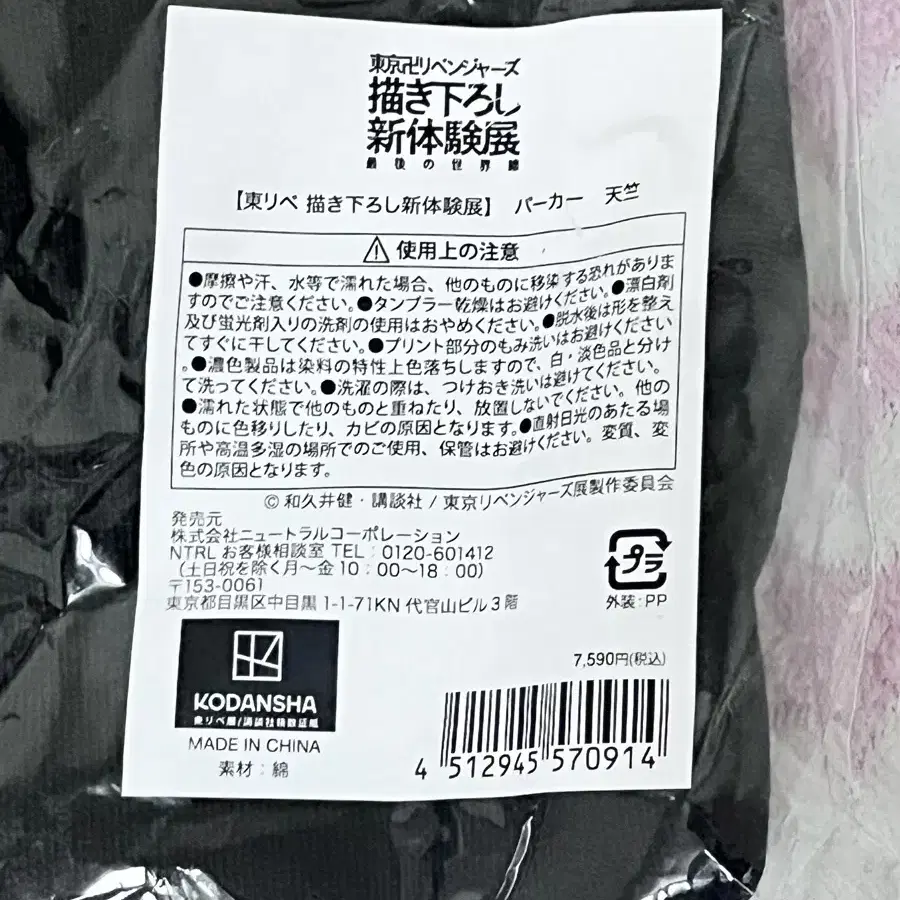 東京卍リベンジャーズ
描き下ろし
新体験展
最後の世界線
【東リベ 描き下ろし新体験展】 パーカー 天竺
使用上の注意
●摩擦や汗、水等で濡れた場合、他のものに移染する恐れがありま
すのでご注意ください。●タンブラー乾燥はお避けください。●漂白剤
及び蛍光剤入りの洗剤の使用はおやめください。●脱水後は形を整え
てすぐに干してください。●プリント部分のもみ洗いはお避けください
。●濃色製品は染料の特性上色落ちしますので、白・淡色品と分け
て洗ってください。●洗濯の際は、つけおき洗いは避けてください。
●濡れた状態で他のものと重ねたり、放置しないでください。他の
ものに色移りしたり、カビの原因となります。●直射日光のあたる場
所や高温多湿の場所でのご使用、保管はお避けください。変質、変
色の原因となります。
© 和久井健・講談社 / 東京リベンジャーズ展製作委員会
発売元
株式会社ニュートラルコーポレーション
NTRL お客様相談室 TEL：0120-601412
（土日祝を除く月〜金 10：00〜18：00）
〒153-0061
東京都目黒区中目黒 1-1-71KN 代官山ビル 3 階
プラ
外装：PP
KODANSHA
東リベ展/講談社特殊証紙
MADE IN CHINA
素材：綿
7,590円(税込)
4 512945 570914